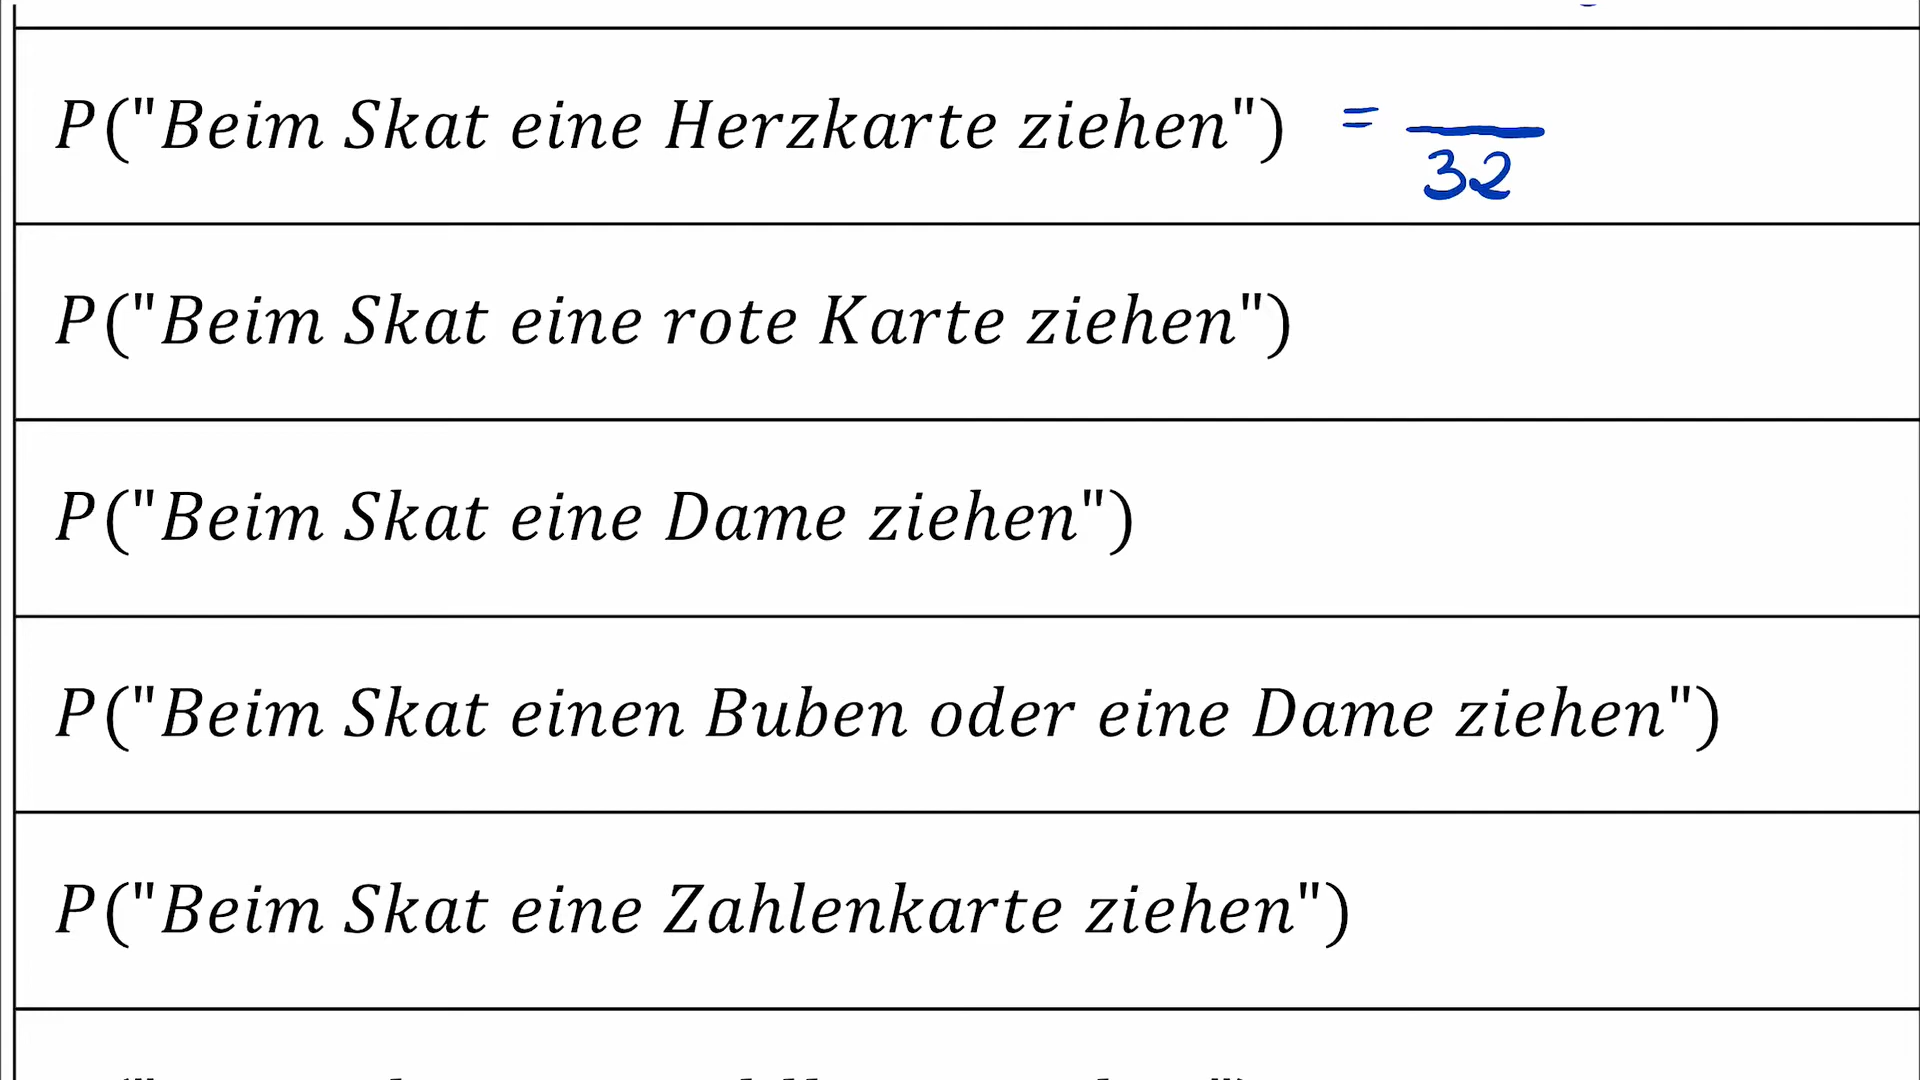 P("Beim Skat eine Herzkarte ziehen") = /32
P("Beim Skat eine rote Karte ziehen")
P("Beim Skat eine Dame ziehen")
P("Beim Skat einen Buben oder eine Dame ziehen")
P("Beim Skat eine Zahlenkarte ziehen")